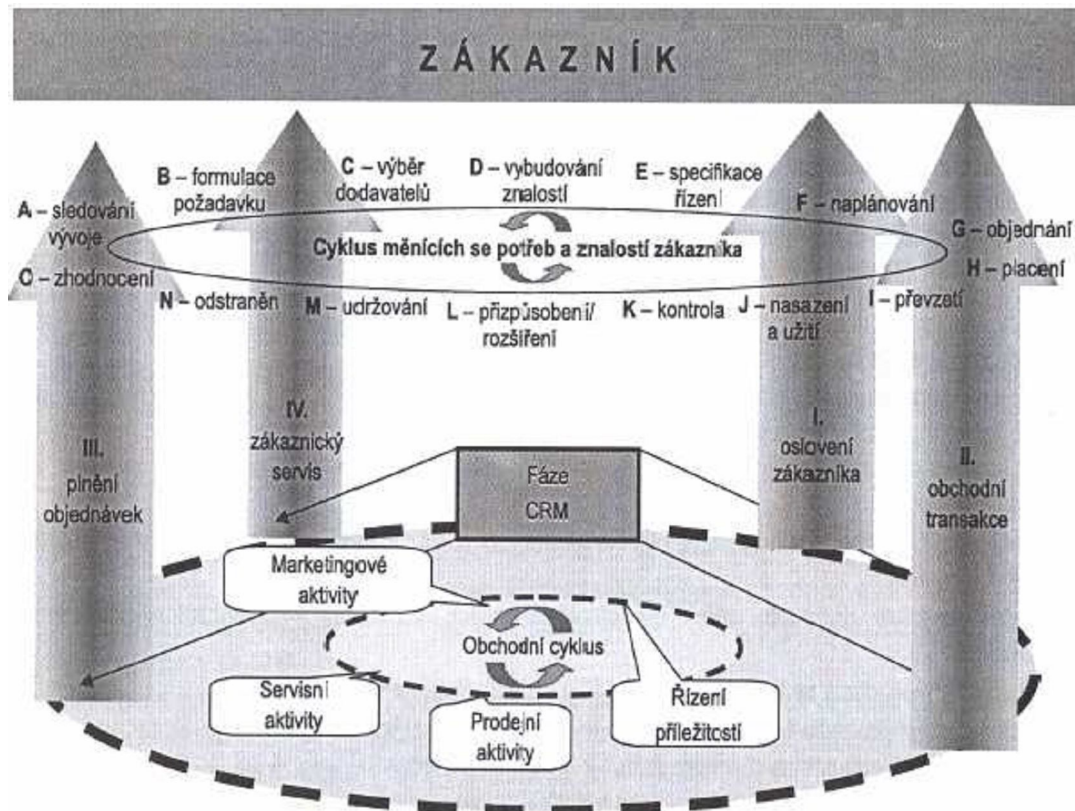 ZÁKAZNÍK
A – sledování
vývoje
B – formulace
požadavku
C – výběr
dodavatelů
D – vybudování
znalostí
E – specifikace
řízení
F – naplánování
G – objednání
H – placení
Cyklus měnících se potřeb a znalostí zákazníka
O – zhodnocení
N – odstraněn
M – udržování
L – přizpůsobení/
rozšíření
K – kontrola
J – nasazení
a užití
I – převzetí
III.
plnění
objednávek
IV.
zákaznický
servis
Fáze
CRM
I.
oslovení
zákazníka
II.
obchodní
transakce
Marketingové
aktivity
Obchodní cyklus
Servisní
aktivity
Prodejní
aktivity
Řízení
příležitostí